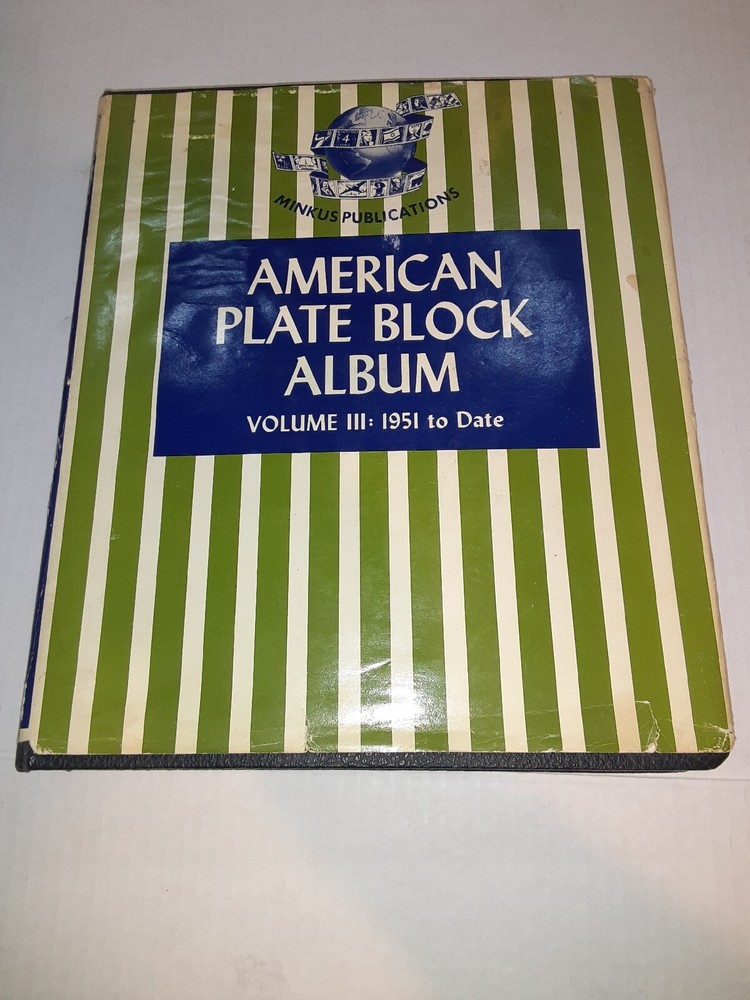 MINKUS PUBLICATIONS
AMERICAN
PLATE BLOCK
ALBUM
VOLUME III: 1951 to Date